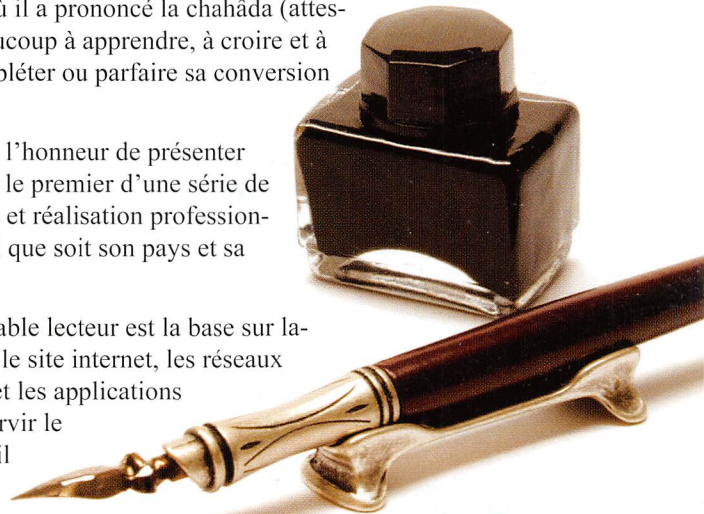 ù il a prononcé la chahâda (attes-
ucoup à apprendre, à croire et à
pléter ou parfaire sa conversion
l’honneur de présenter
le premier d’une série de
et réalisation profession-
que soit son pays et sa
able lecteur est la base sur la-
le site internet, les réseaux
et les applications
rvir le
il